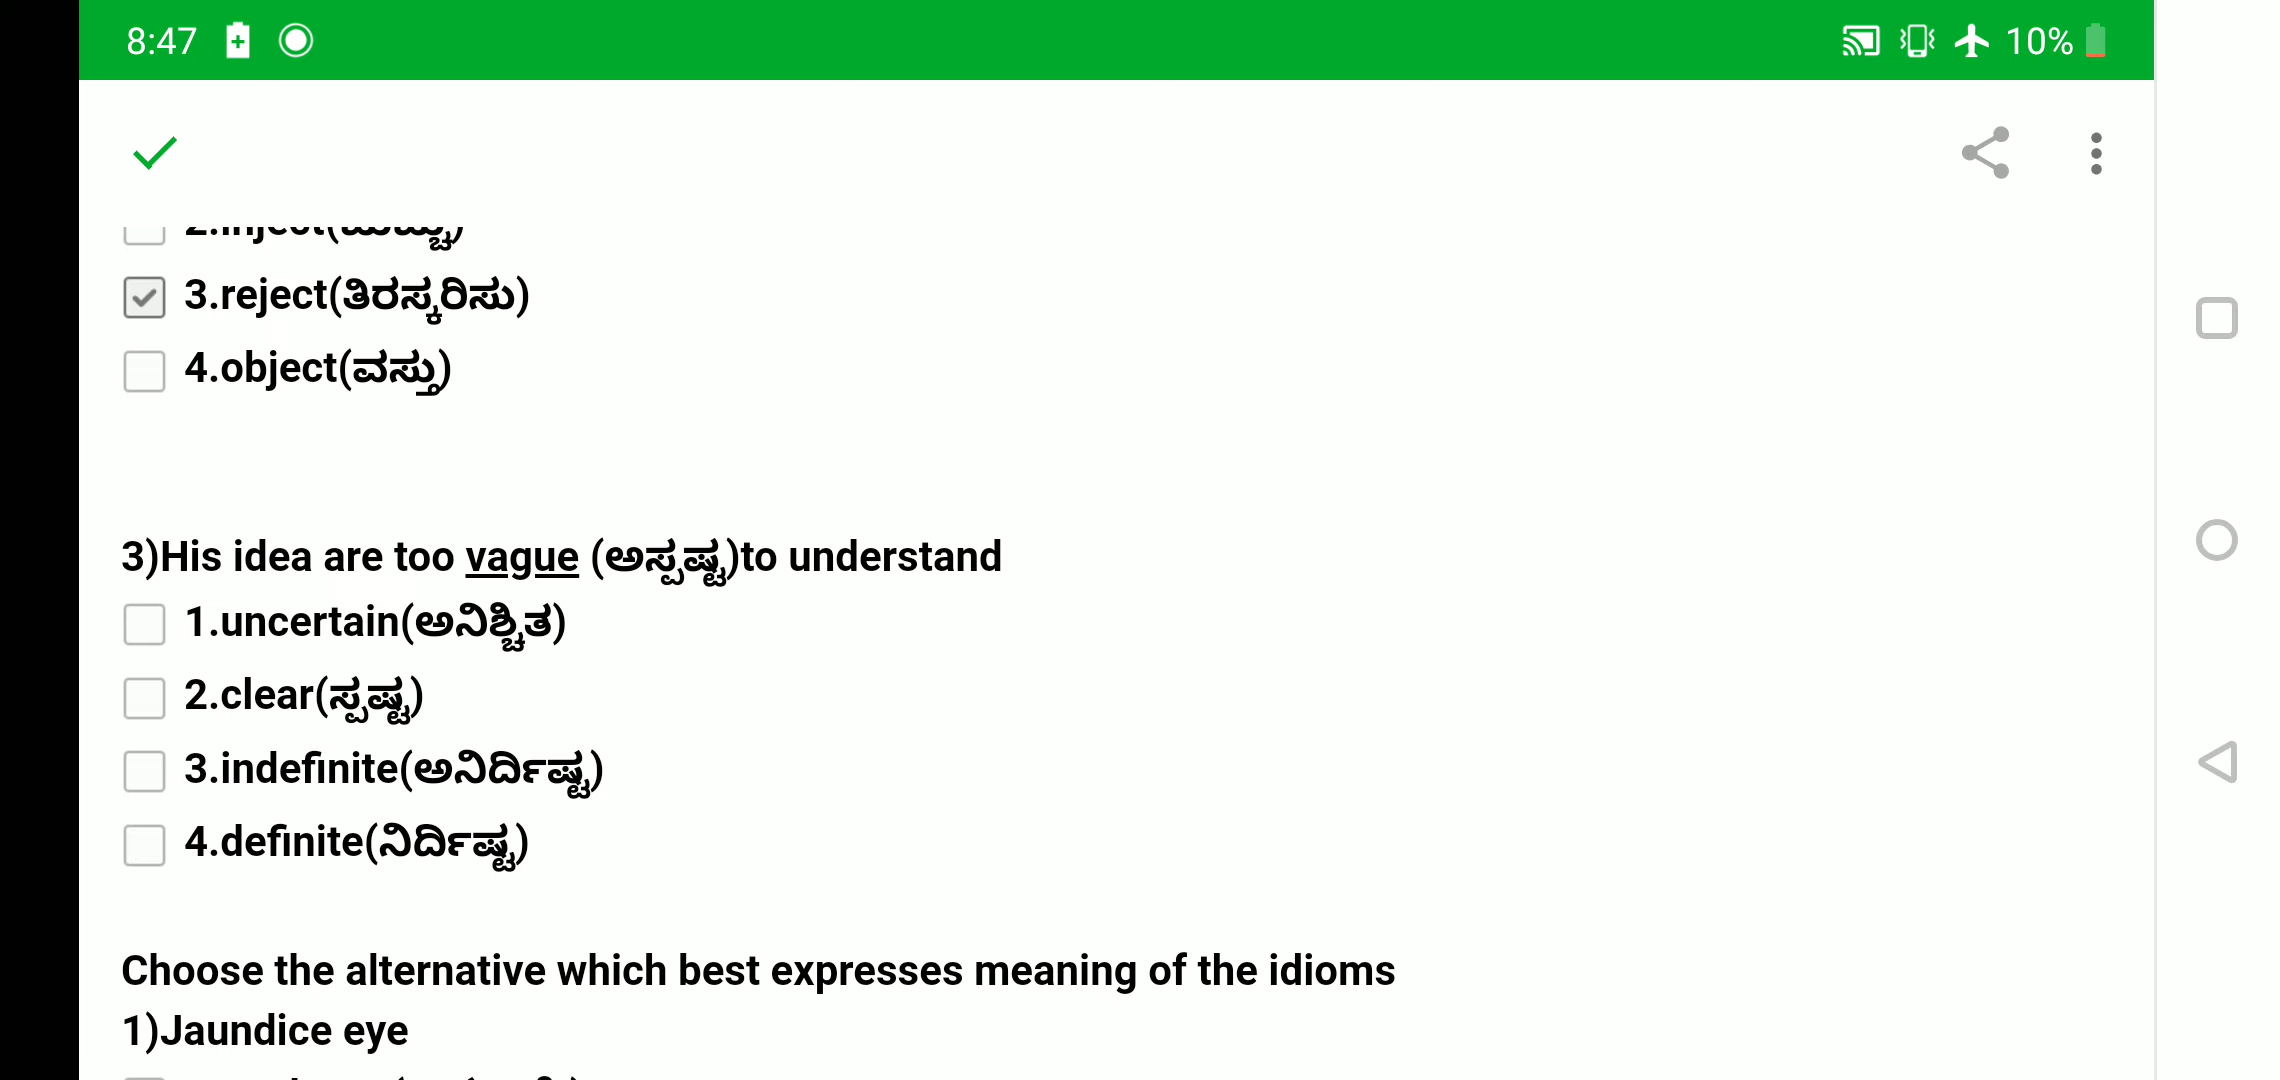 8:47
10%
3.reject(ತಿರಸ್ಕರಿಸು)
4.object(ವಸ್ತು)
3)His idea are too vague (ಅಸ್ಪಷ್ಟ)to understand
1.uncertain(ಅನಿಶ್ಚಿತ)
2.clear(ಸ್ಪಷ್ಟ)
3.indefinite(ಅನಿರ್ದಿಷ್ಟ)
4.definite(ನಿರ್ದಿಷ್ಟ)
Choose the alternative which best expresses meaning of the idioms
1)Jaundice eye